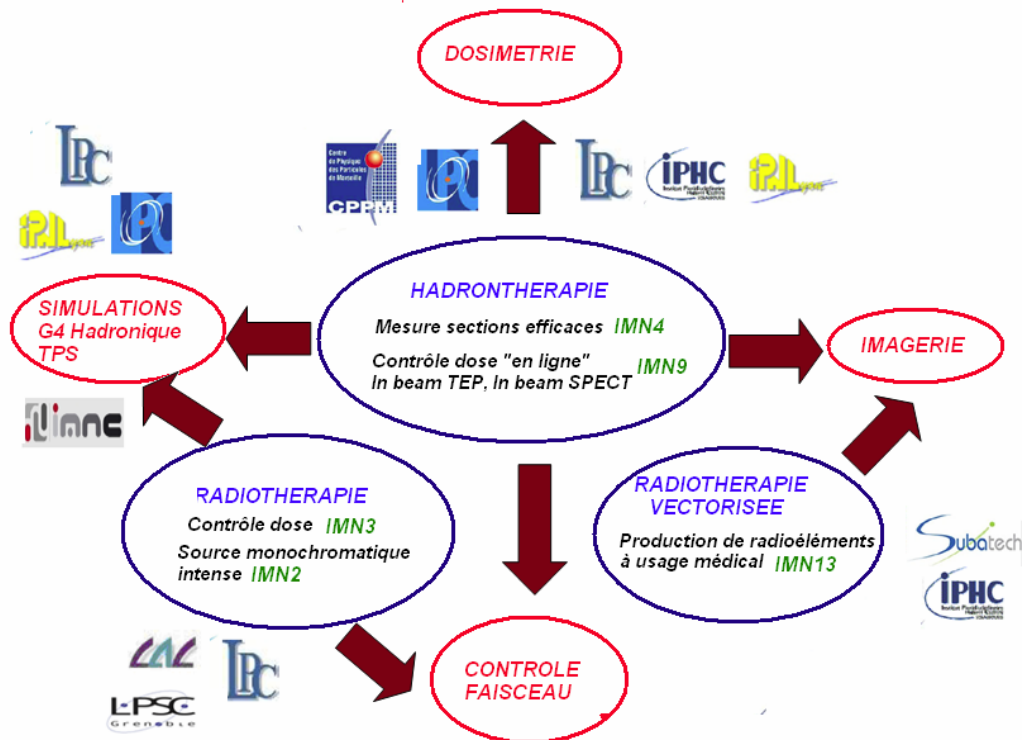 DOSIMETRIE
LPC
Centre
de Physique
des Particules
de Marseille
CPPM
LPC
IPHC
IPNLyon
IPNLyon
HADRONTHERAPIE
Mesure sections efficaces IMN4
Contrôle dose "en ligne" IMN9
In beam TEP, In beam SPECT
SIMULATIONS
G4 Hadronique
TPS
IMAGERIE
imnc
RADIOTHERAPIE
Contrôle dose IMN3
Source monochromatique
intense IMN2
RADIOTHERAPIE
VECTORISEE
Production de radioéléments
à usage médical IMN13
Subatech
IPHC
LAL
LPC
LPSC
Grenoble
CONTROLE
FAISCEAU